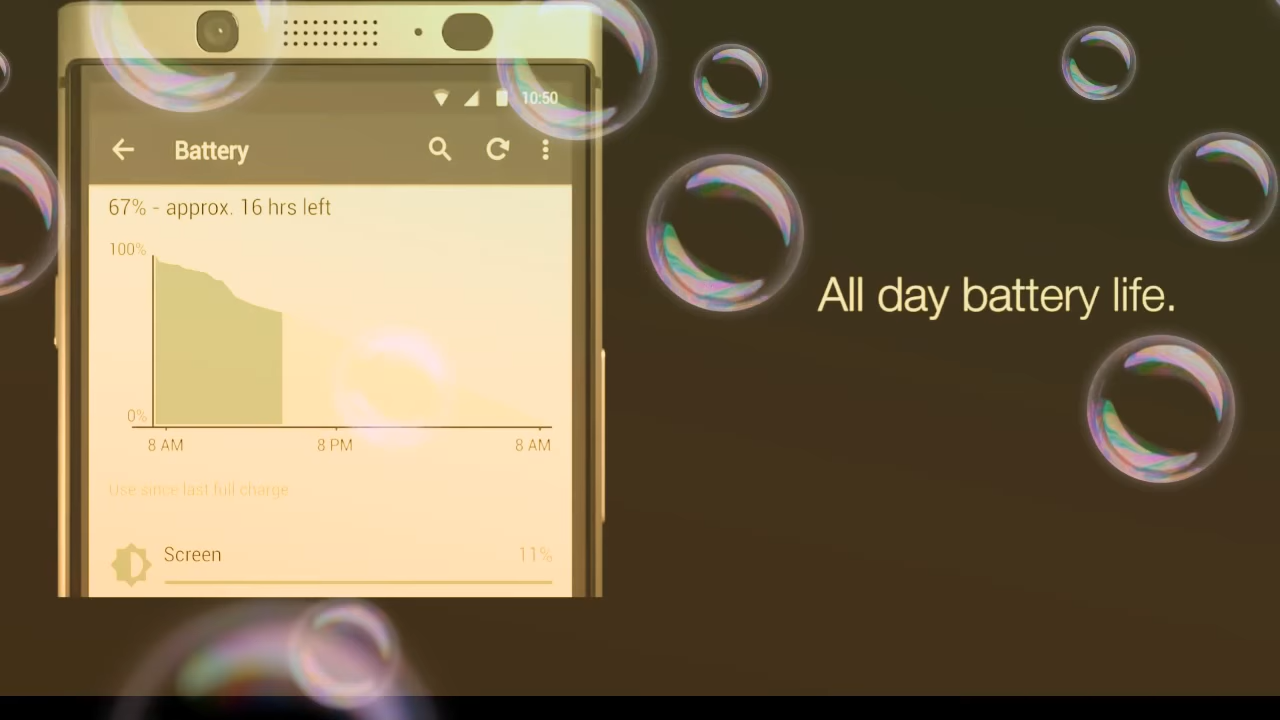 10:50
Battery
67% - approx. 16 hrs left
100%
0%
8 AM 8 PM 8 AM
Use since last full charge
Screen 11%
All day battery life.